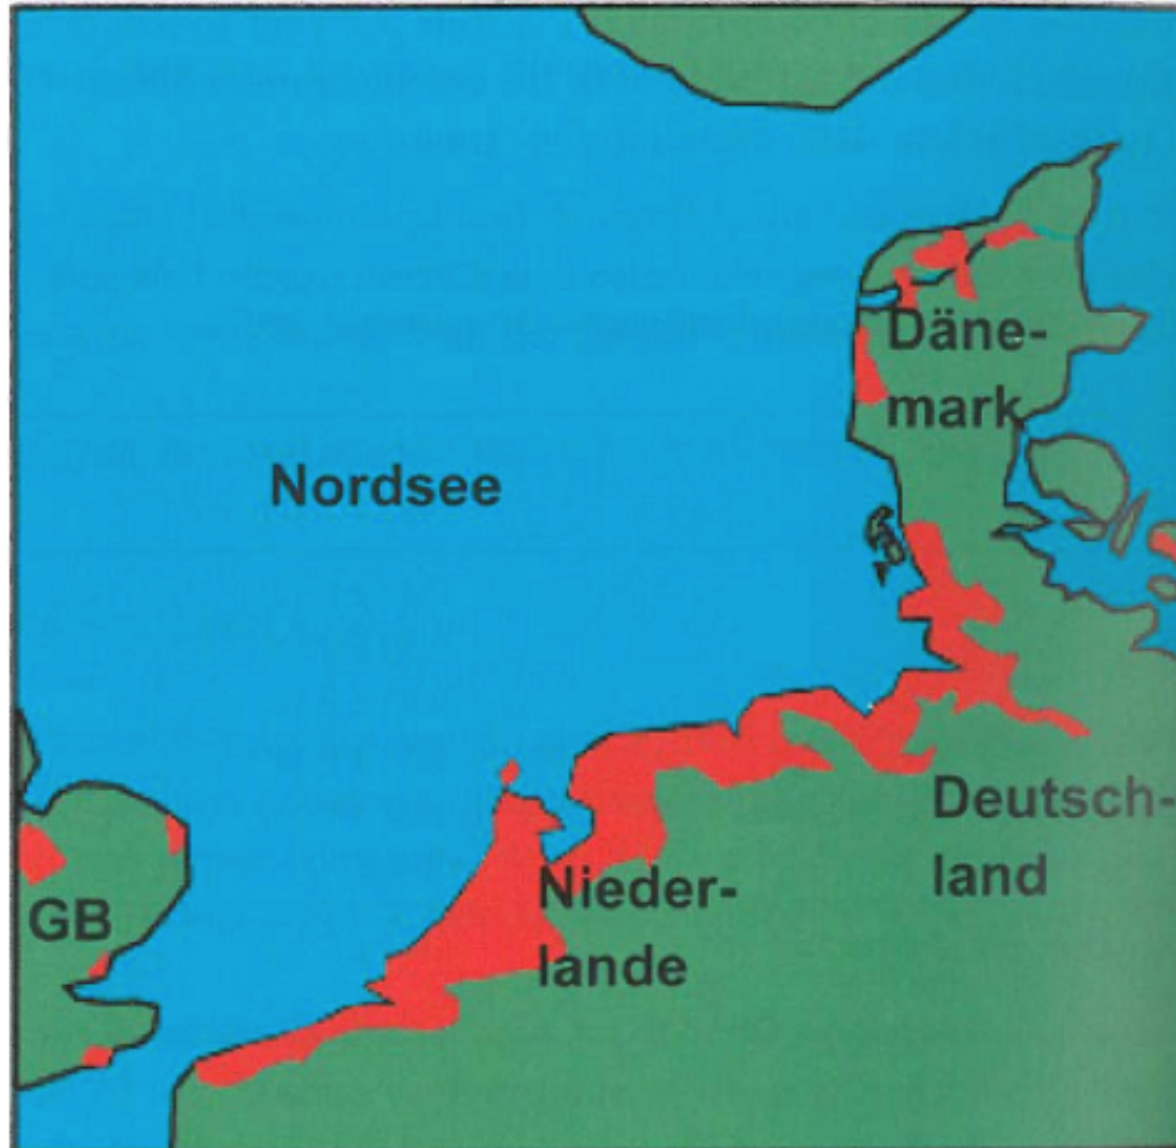 Däne-
mark
Nordsee
Deutsch-
land
GB
Nieder-
lande